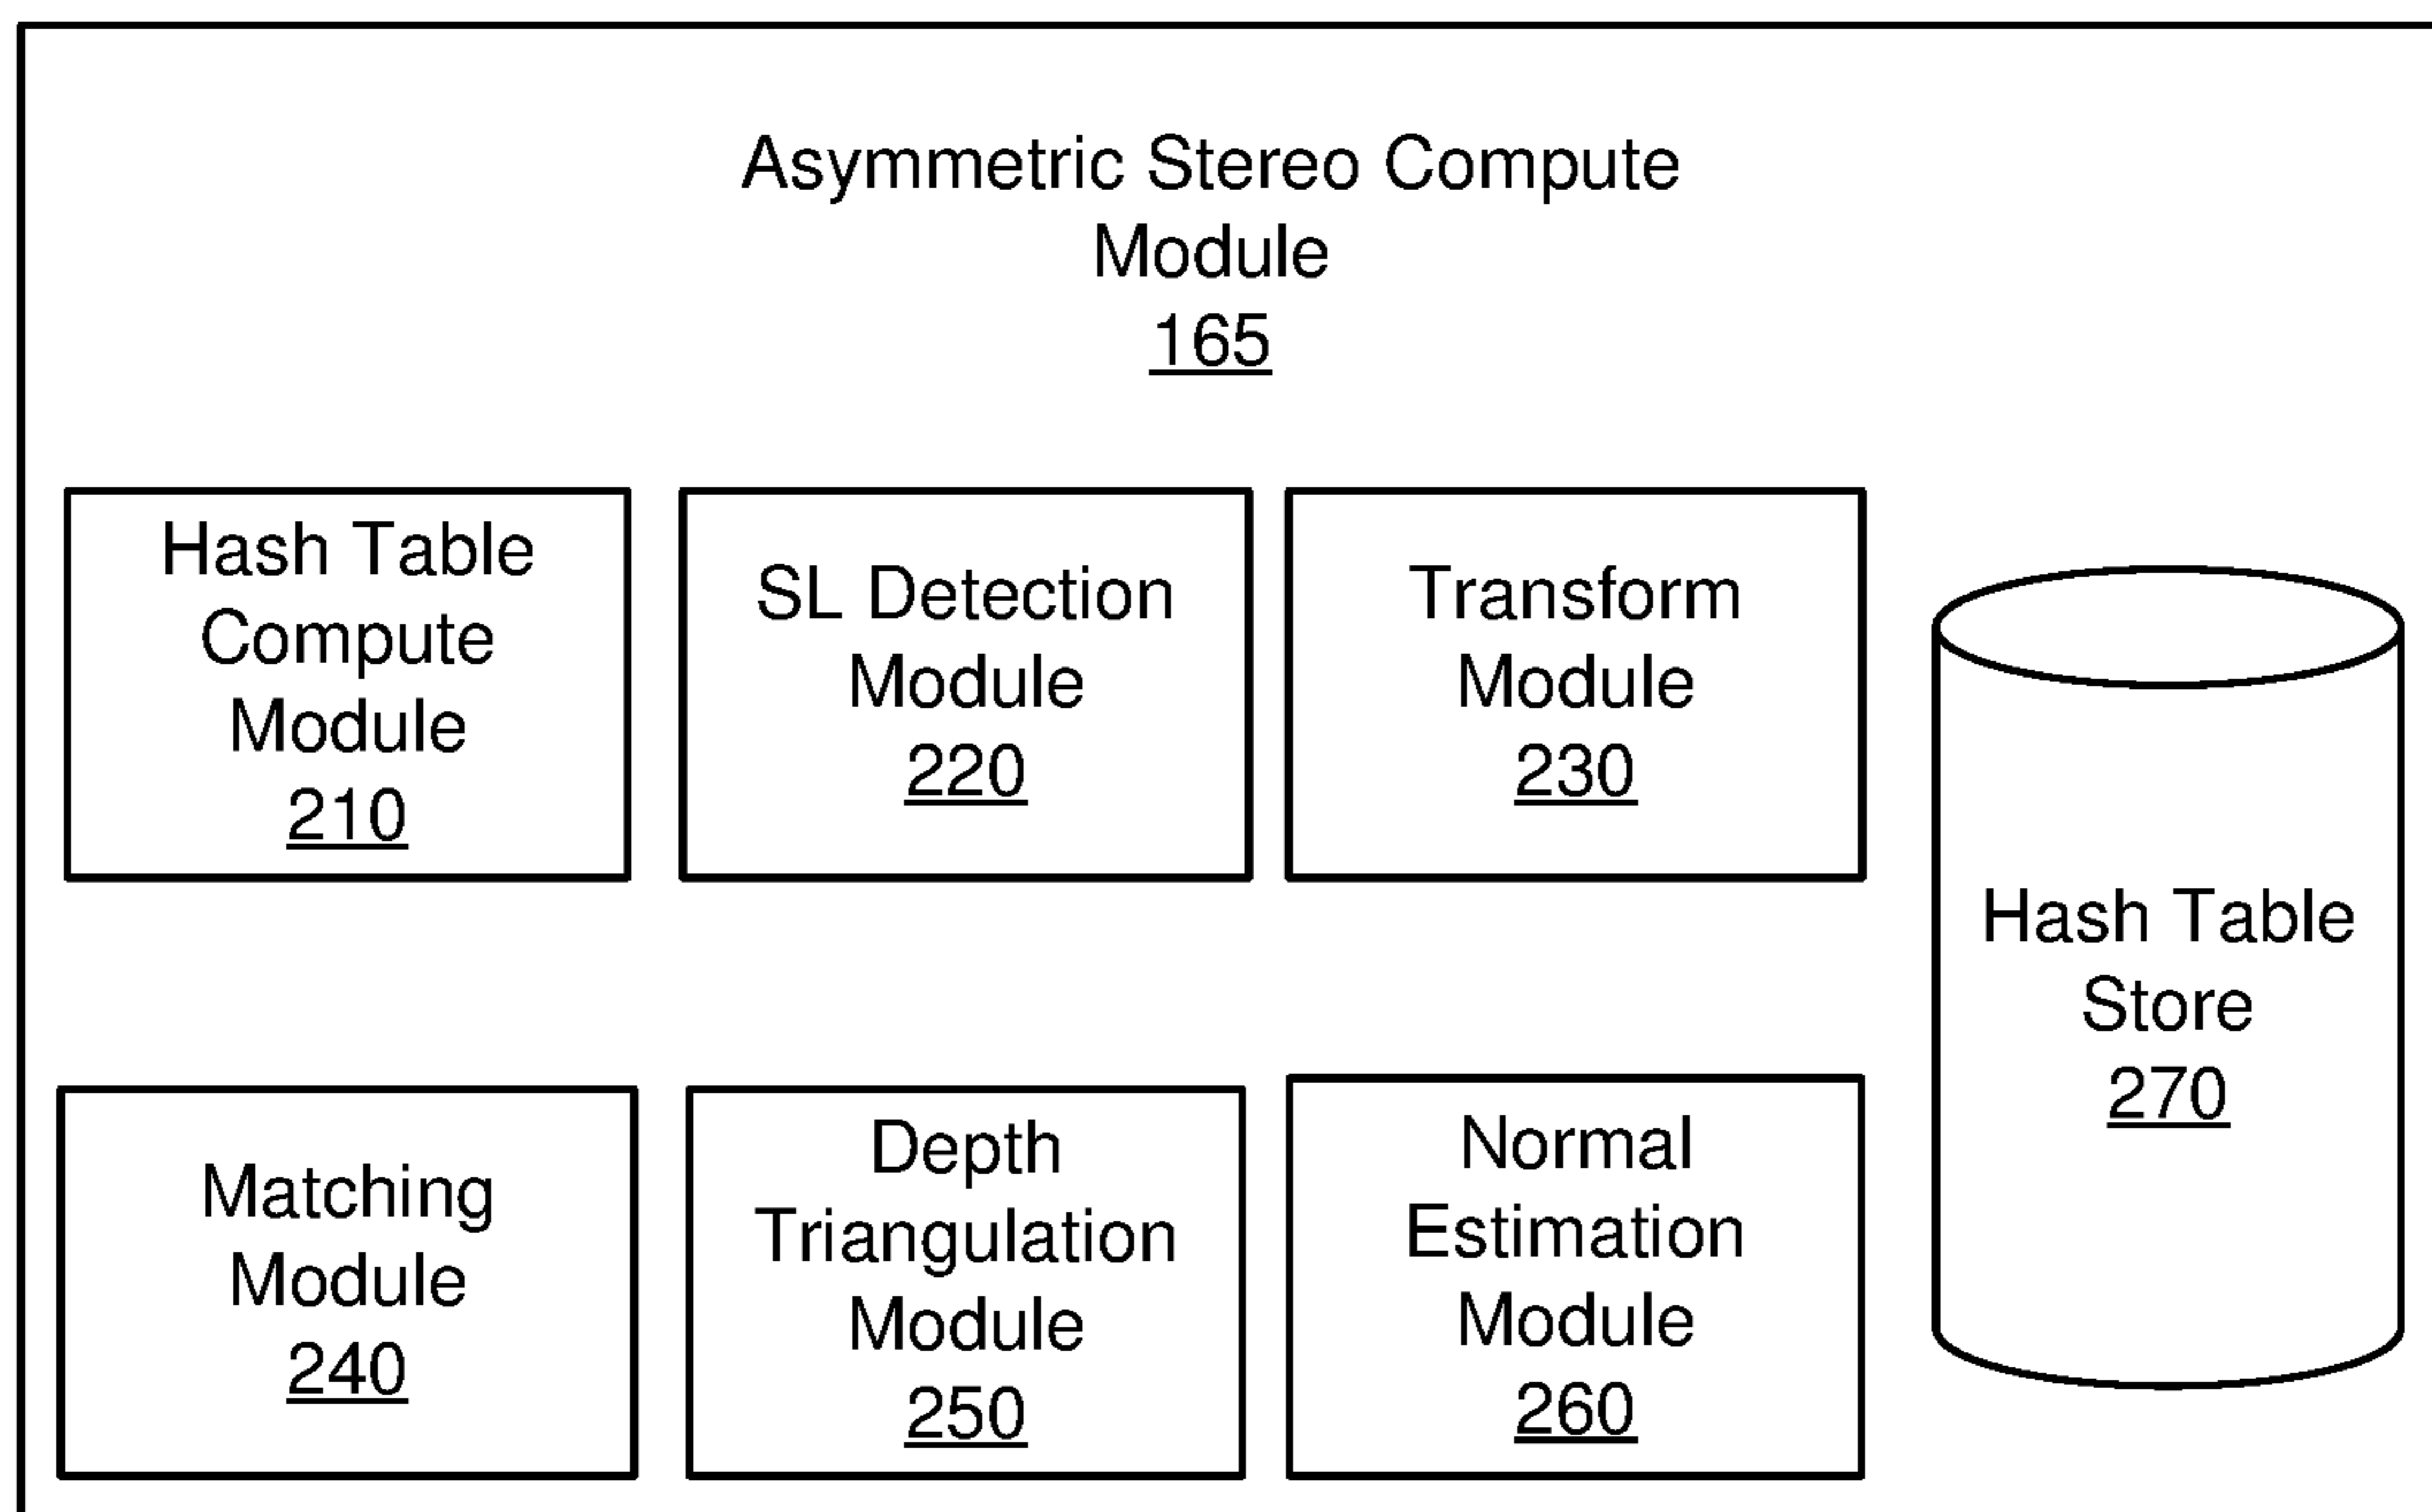 Asymmetric Stereo Compute
Module
165
Hash Table
Compute
Module
210
SL Detection
Module
220
Transform
Module
230
Hash Table
Store
270
Matching
Module
240
Depth
Triangulation
Module
250
Normal
Estimation
Module
260